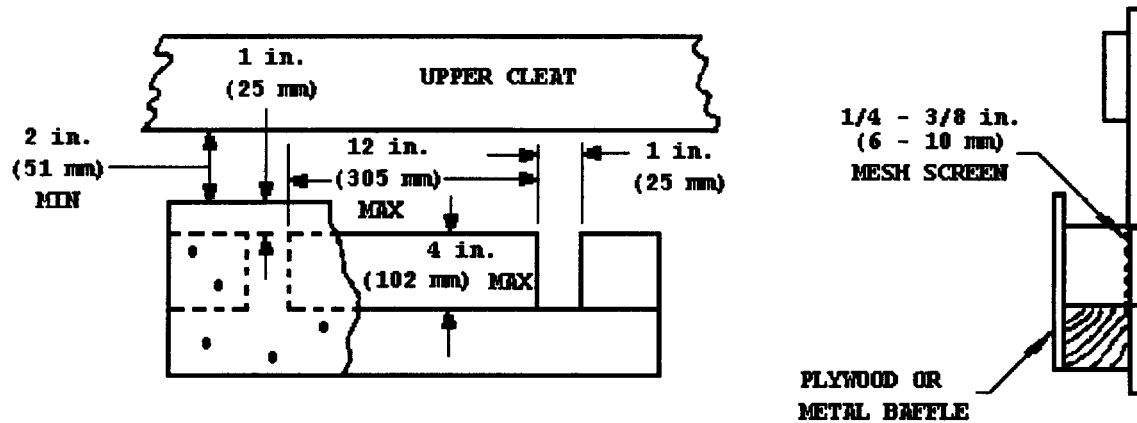 1 in.
(25 mm)
UPPER CLEAT
2 in.
(51 mm)
MIN
12 in.
(305 mm)
MAX
1 in.
(25 mm)
4 in.
(102 mm) MAX
1/4 - 3/8 in.
(6 - 10 mm)
MESH SCREEN
PLYWOOD OR
METAL BAFFLE